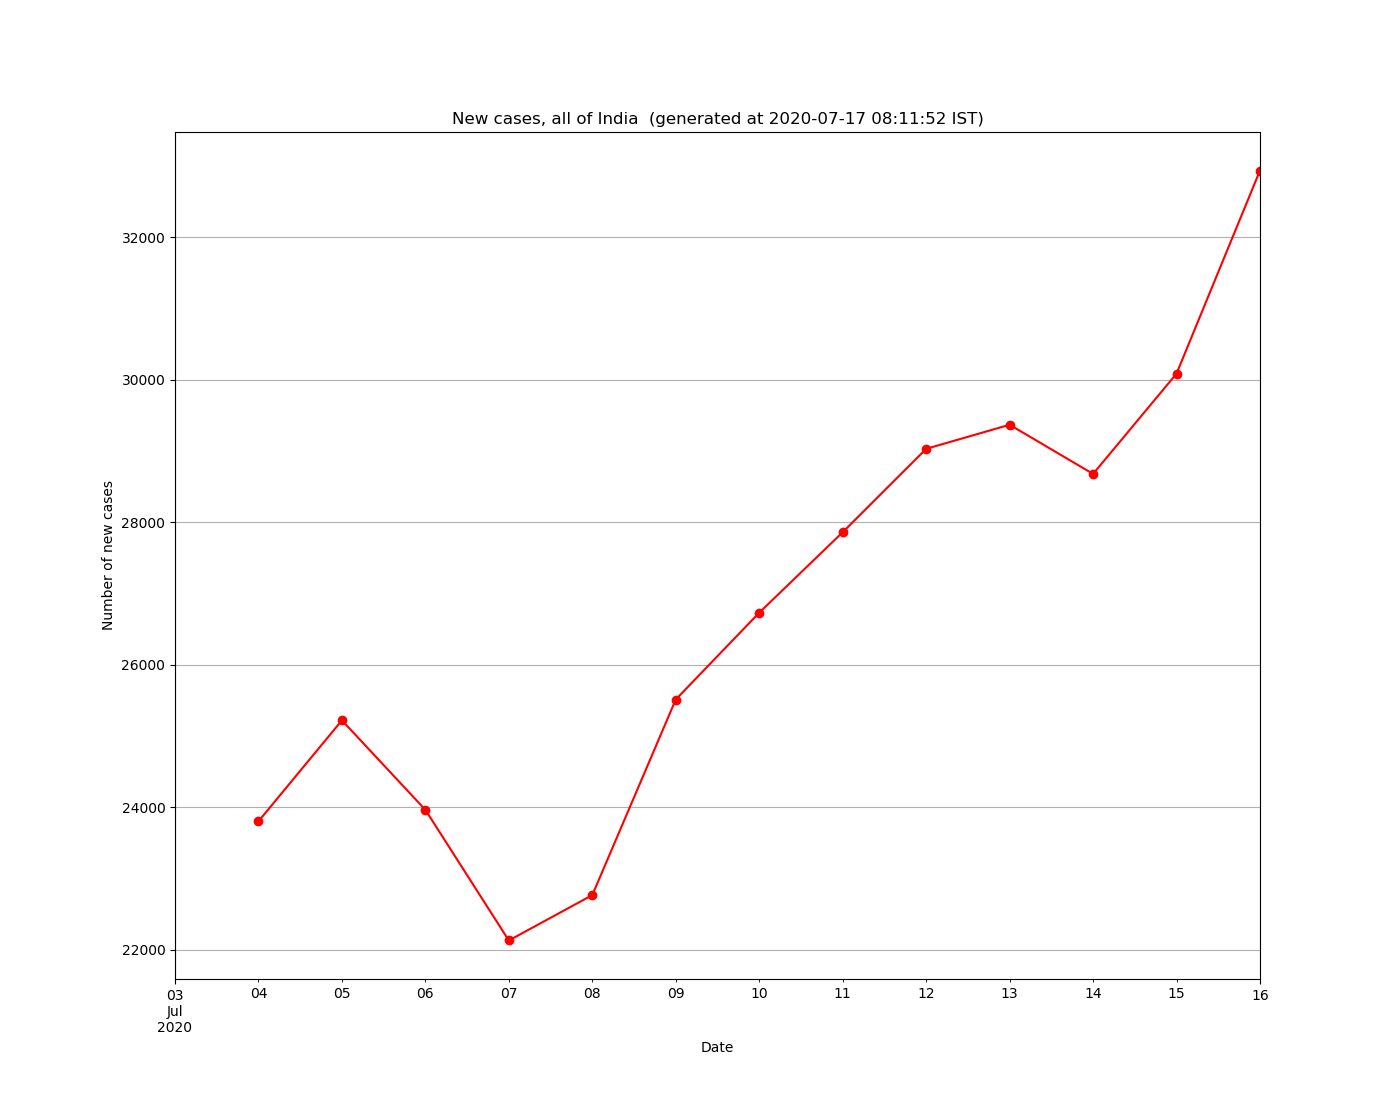 New cases, all of India  (generated at 2020-07-17 08:11:52 IST)
32000
30000
28000
26000
24000
22000
Number of new cases
03 04 05 06 07 08 09 10 11 12 13 14 15 16
Jul
2020
Date